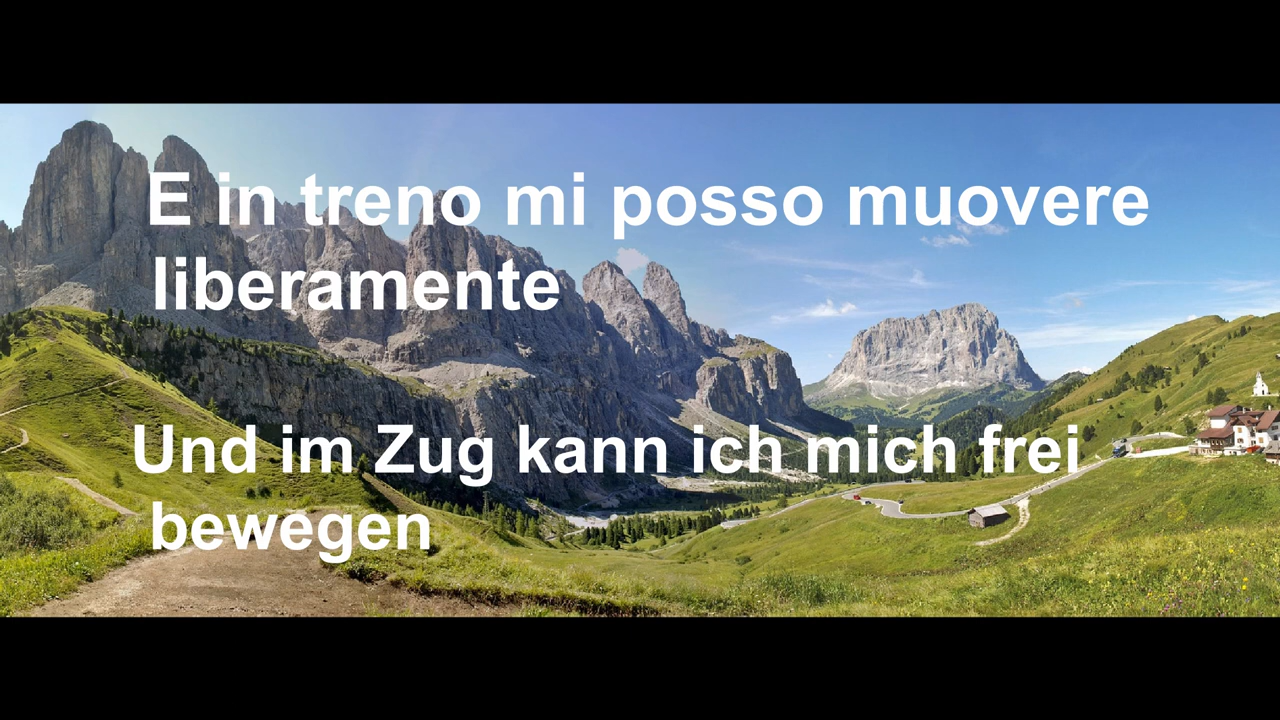 E in treno mi posso muovere
liberamente
Und im Zug kann ich mich frei
bewegen